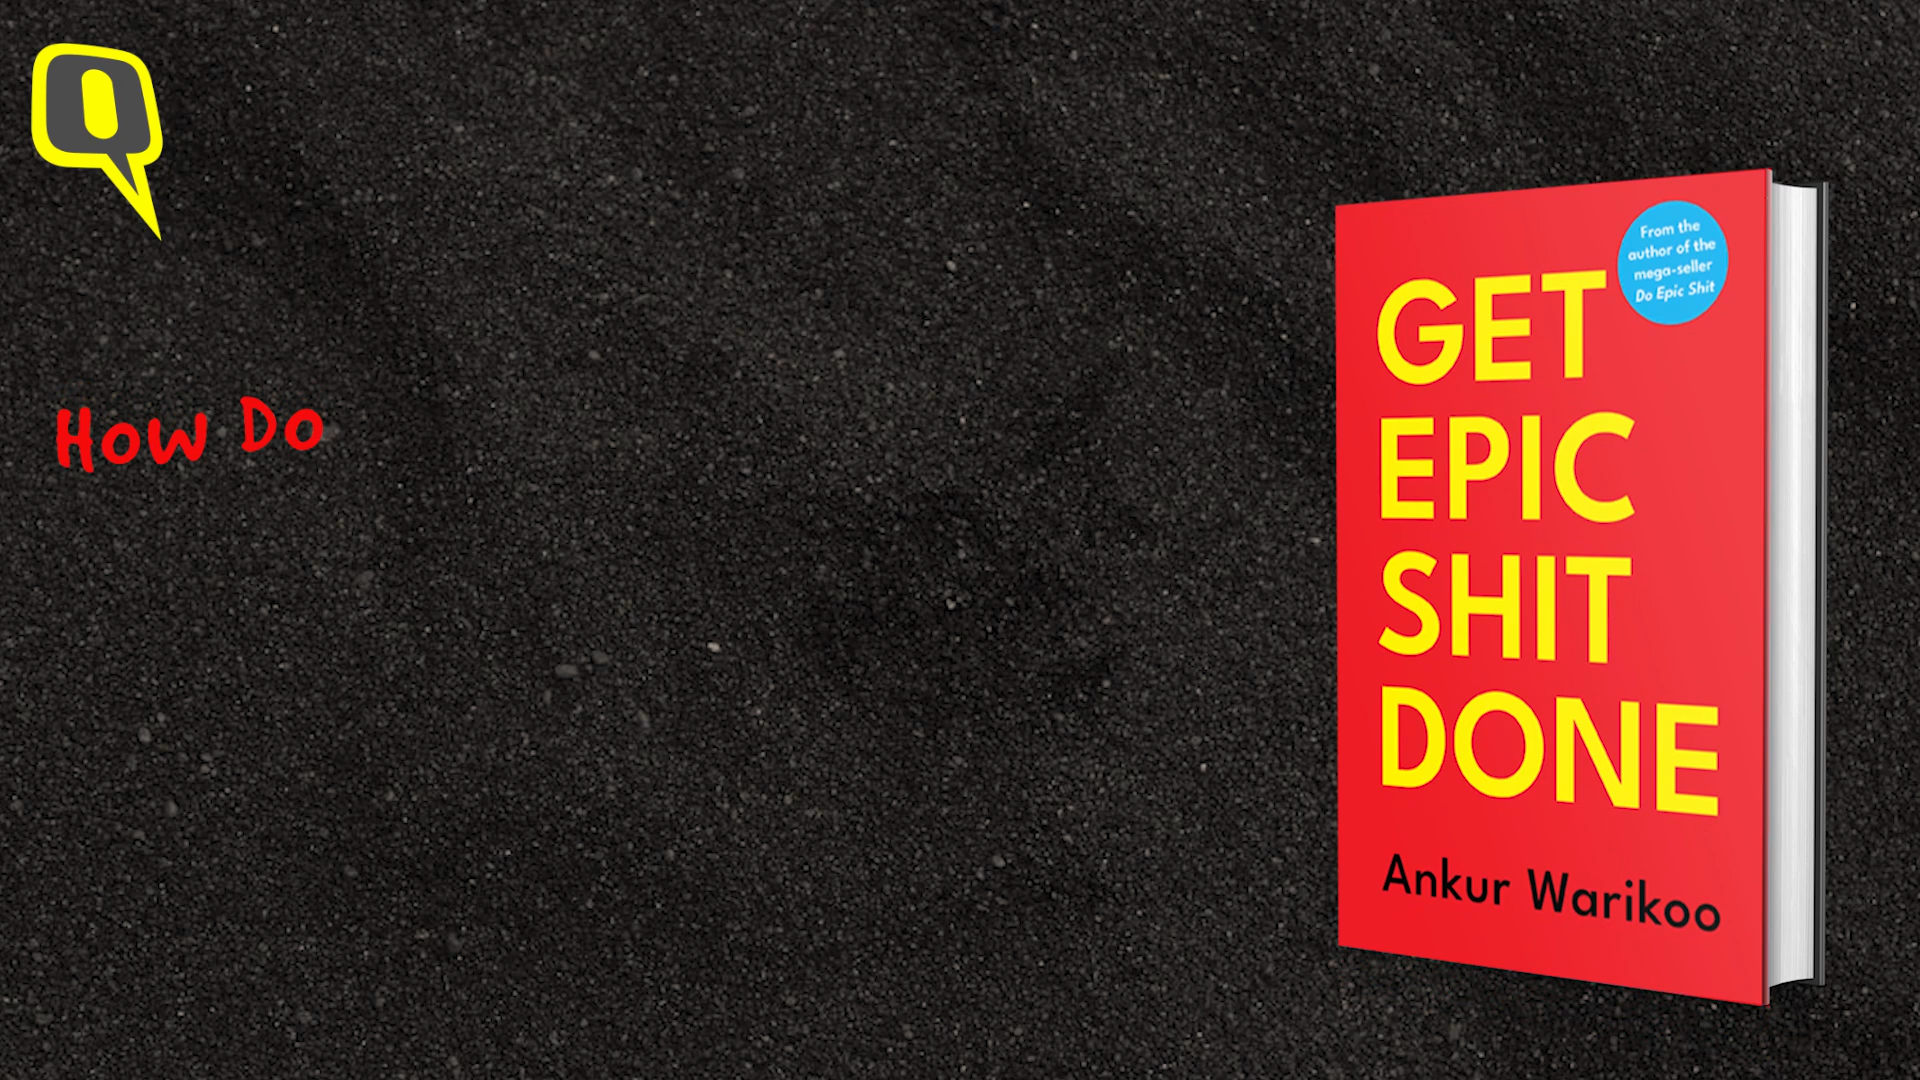 Q
How Do
From the
author of the
mega-seller
Do Epic Shit
GET
EPIC
SHIT
DONE
Ankur Warikoo